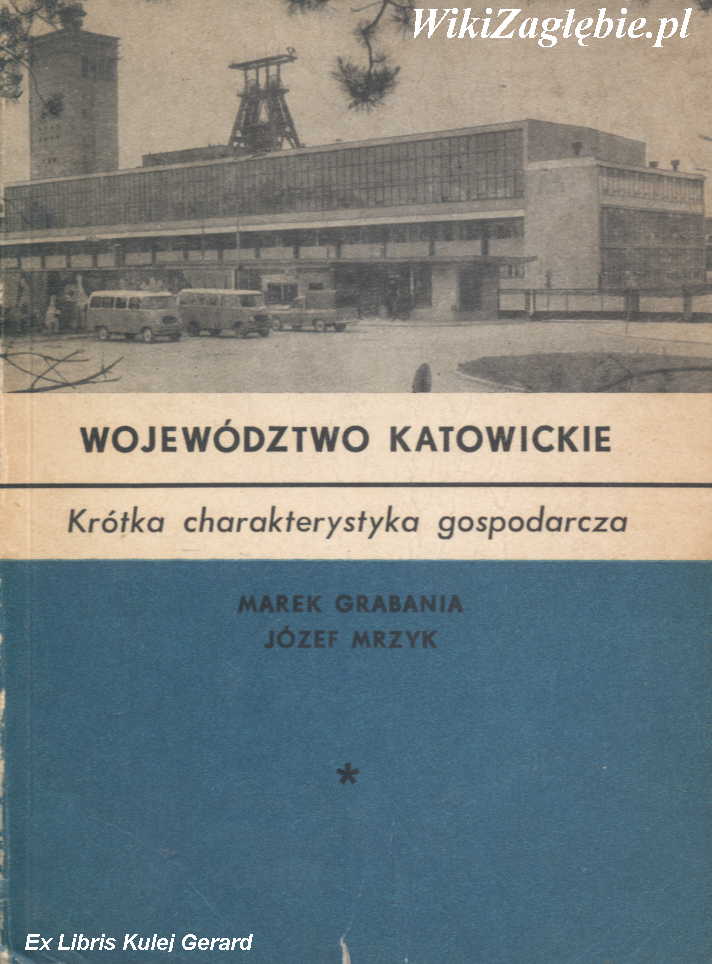 WikiZagłębie.pl
WOJEWÓDZTWO KATOWICKIE
Krótka charakterystyka gospodarcza
MAREK GRABANIA
JÓZEF MRZYK
*
Ex Libris Kulej Gerard